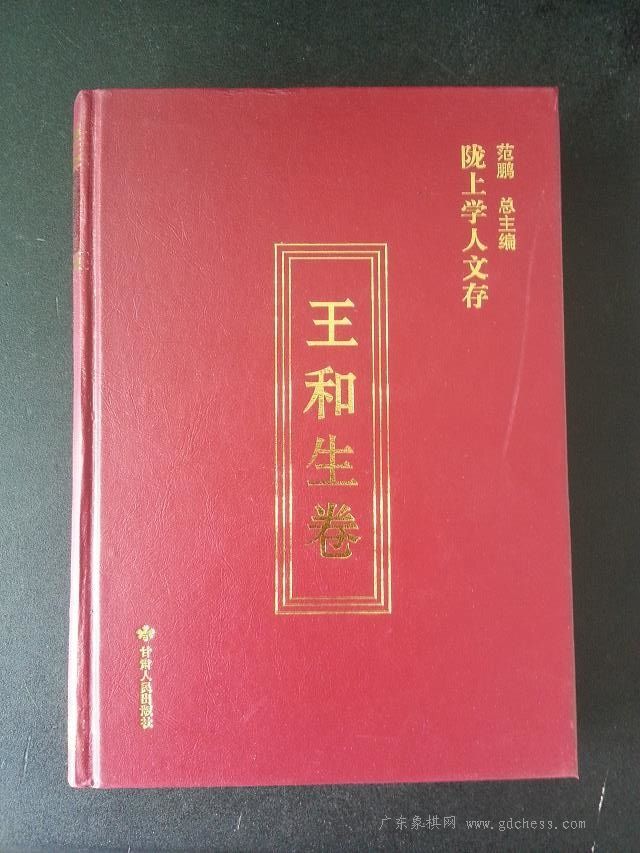 范鹏 总主编
陇上学人文存
王和生卷
甘肃人民出版社
广东象棋网 www.gdchess.com